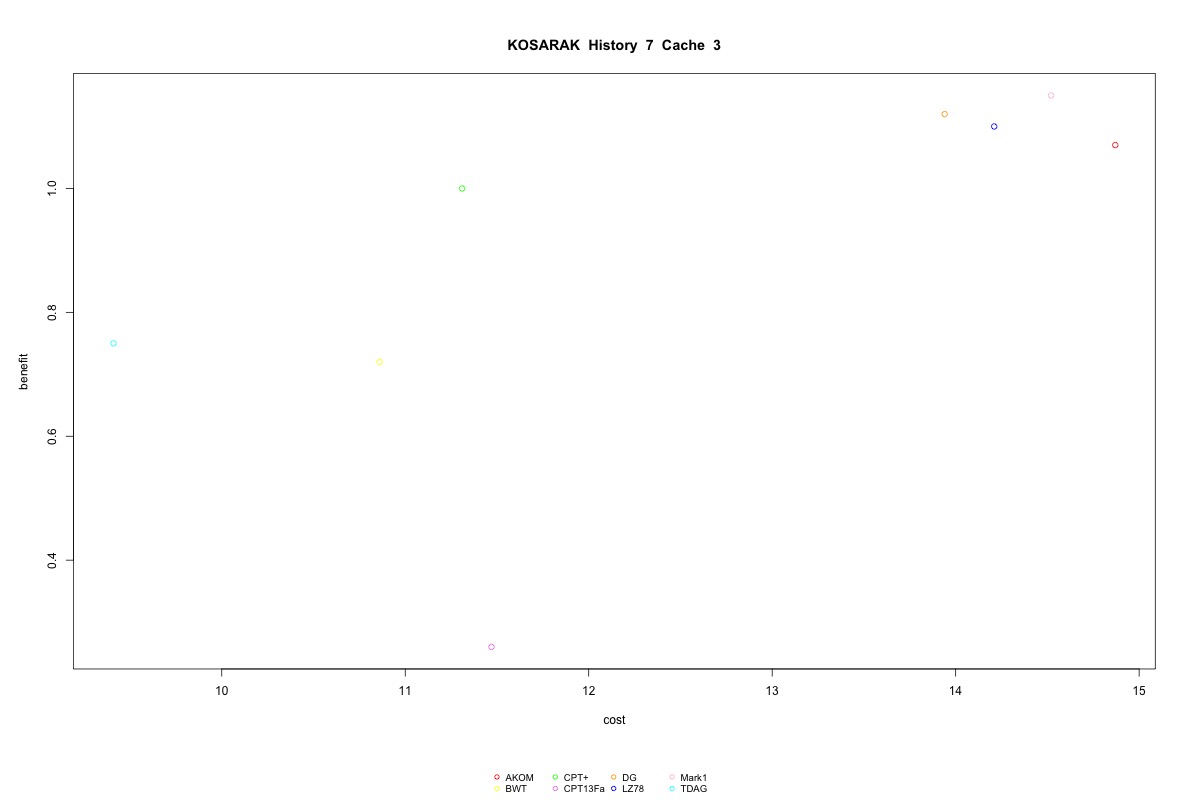 KOSARAK History 7 Cache 3
benefit
1.0
0.8
0.6
0.4
10 11 12 13 14 15
cost
AKOM CPT+ DG Mark1
BWT CPT13Fa LZ78 TDAG